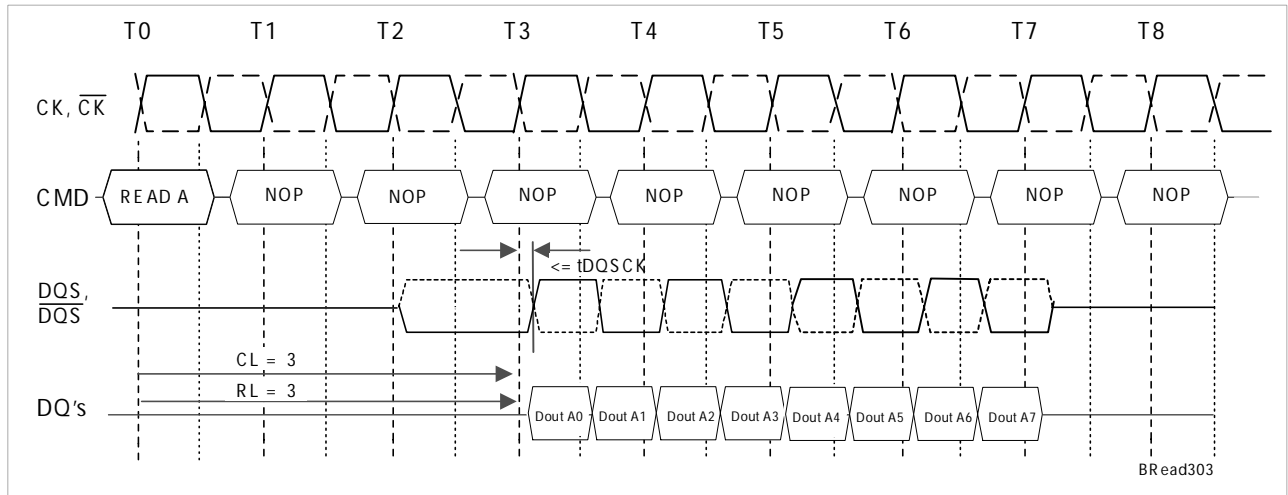 T0 T1 T2 T3 T4 T5 T6 T7 T8
CK, CK
CMD READ A NOP NOP NOP NOP NOP NOP NOP NOP
<= tDQSCK
DQS,
DQS
CL = 3
RL = 3
DQ's Dout A0 Dout A1 Dout A2 Dout A3 Dout A4 Dout A5 Dout A6 Dout A7
BRead303